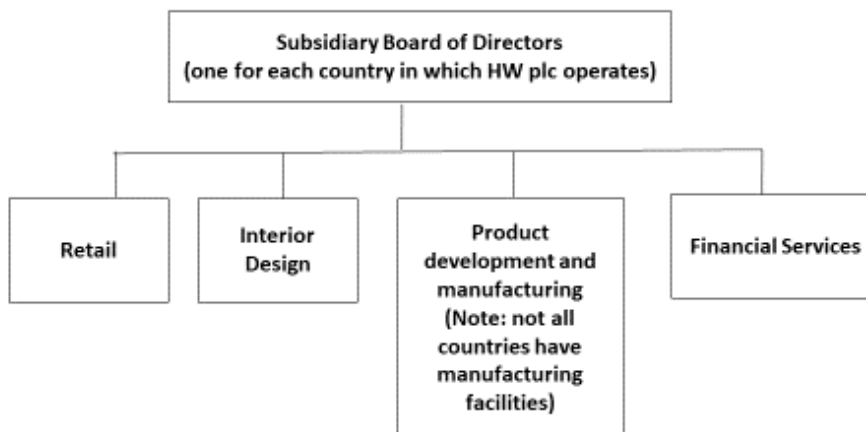 Subsidiary Board of Directors
(one for each country in which HW plc operates)
Retail
Interior
Design
Product
development and
manufacturing
(Note: not all
countries have
manufacturing
facilities)
Financial Services